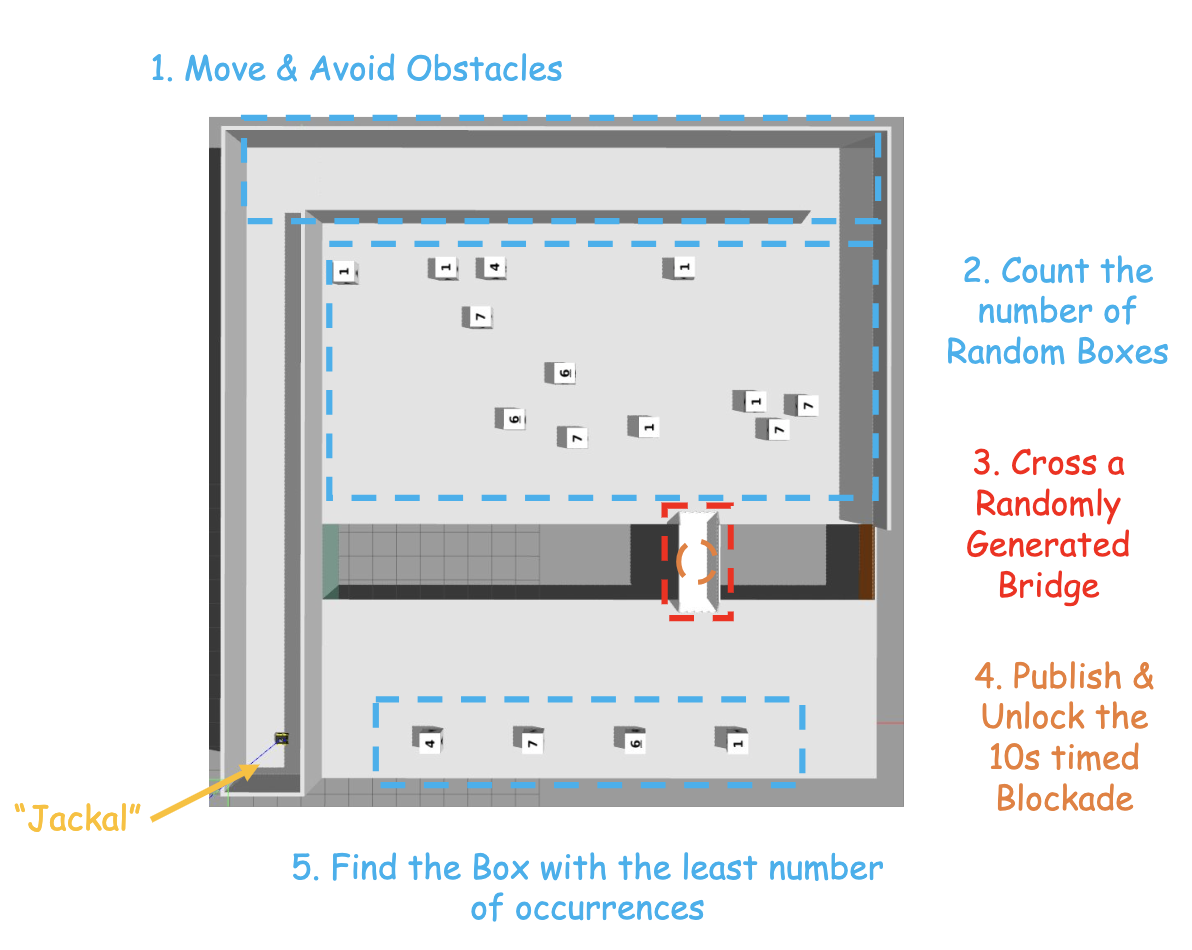 1. Move & Avoid Obstacles
1
1
4
1
7
6
1
7
6
1
7
7
2. Count the
number of
Random Boxes
3. Cross a
Randomly
Generated
Bridge
4. Publish &
Unlock the
10s timed
Blockade
4
7
6
1
"Jackal"
5. Find the Box with the least number
of occurrences